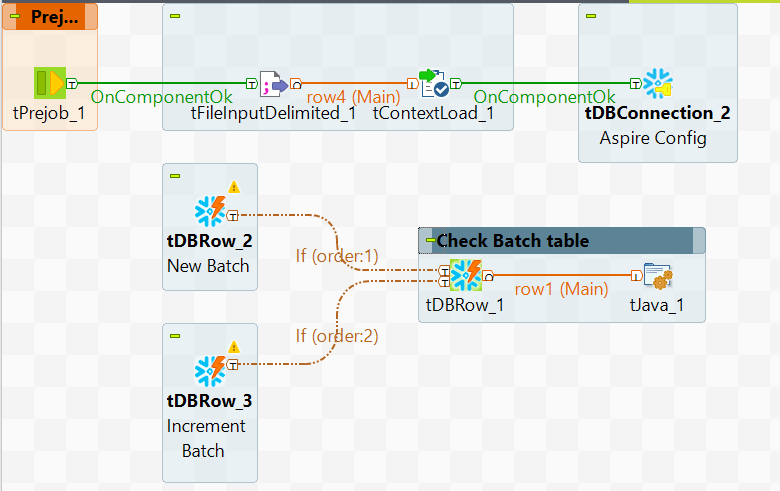 Prej...
OnComponentOk
row4 (Main)
OnComponentOk
tPrejob_1
tFileInputDelimited_1
tContextLoad_1
tDBConnection_2
Aspire Config
tDBRow_2
New Batch
If (order:1)
Check Batch table
row1 (Main)
tDBRow_1
tJava_1
If (order:2)
tDBRow_3
Increment
Batch